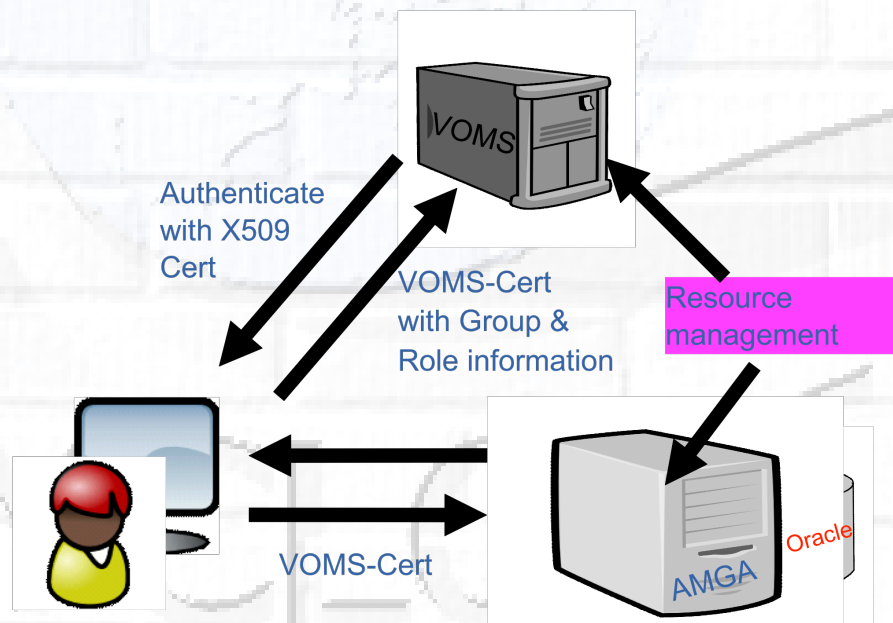 VOMS
Authenticate
with X509
Cert
VOMS-Cert
with Group &
Role information
Resource
management
VOMS-Cert
AMGA
Oracle